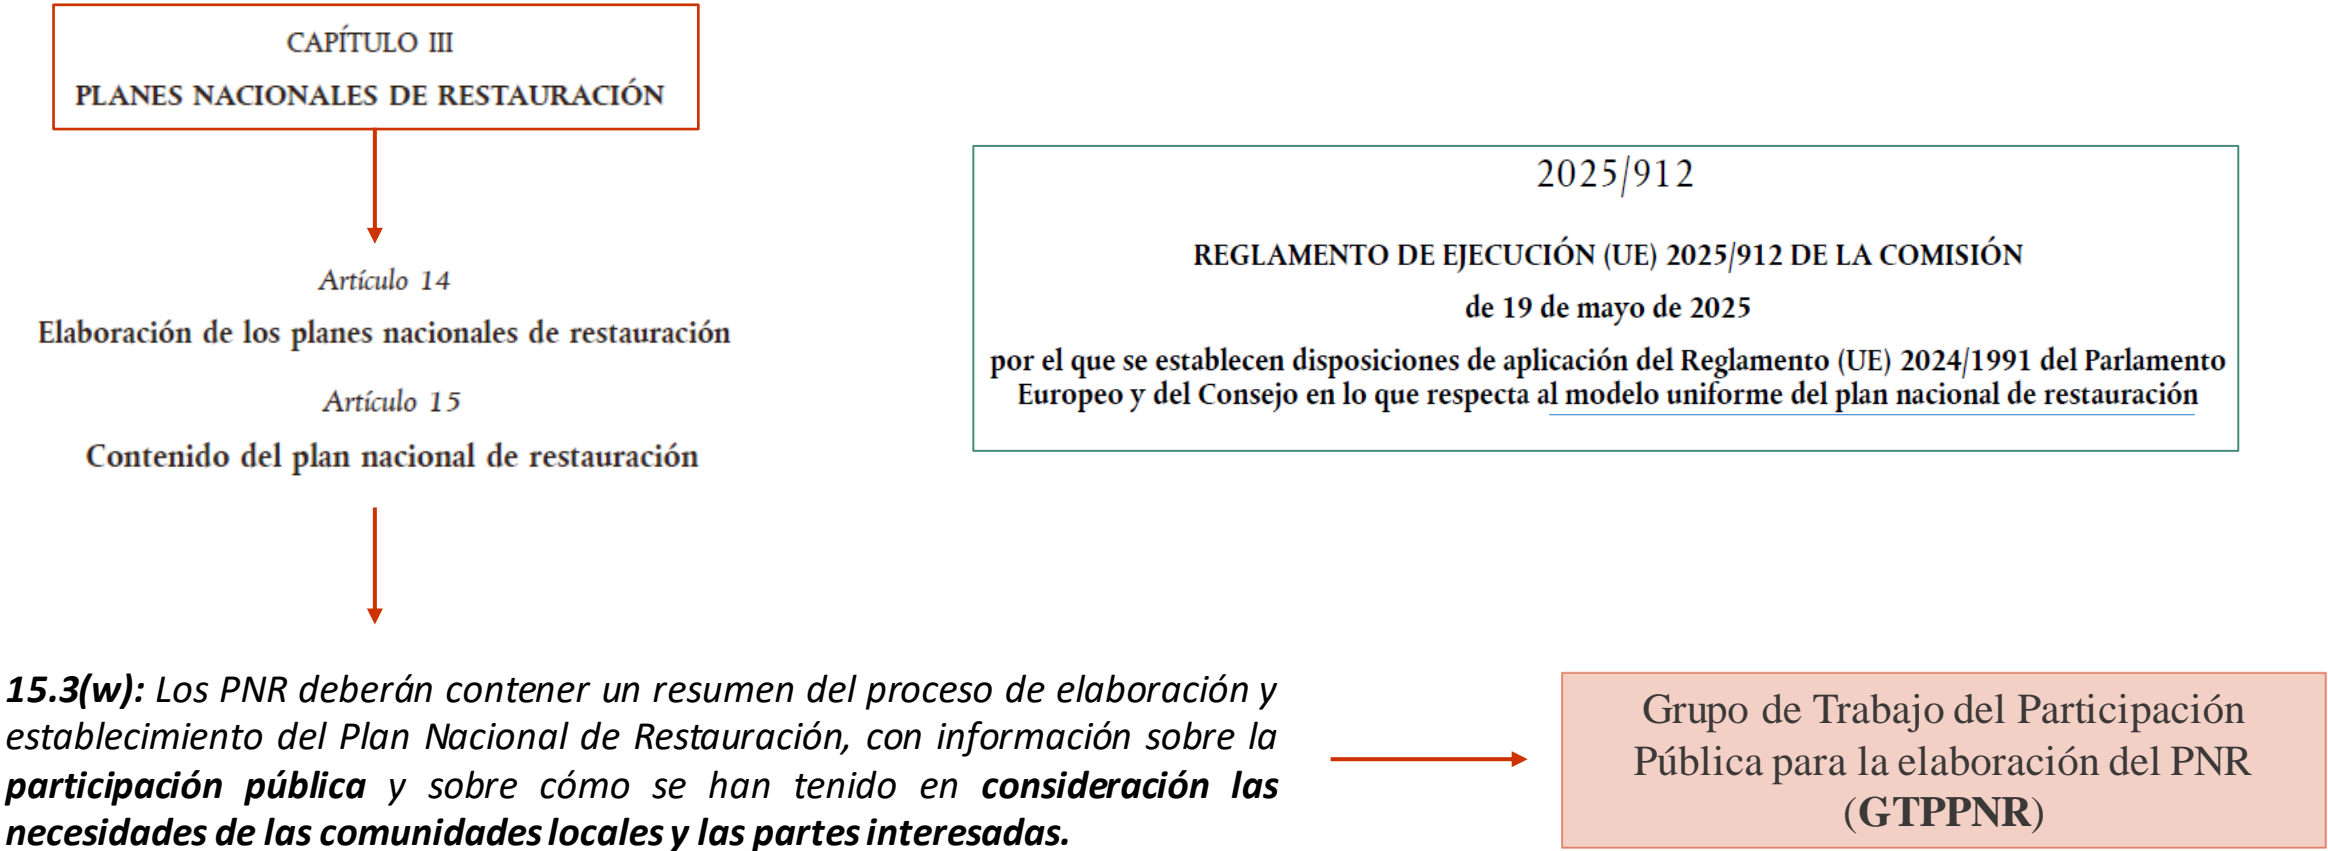 CAPÍTULO III
PLANES NACIONALES DE RESTAURACIÓN
Artículo 14
Elaboración de los planes nacionales de restauración
Artículo 15
Contenido del plan nacional de restauración
2025/912
REGLAMENTO DE EJECUCIÓN (UE) 2025/912 DE LA COMISIÓN
de 19 de mayo de 2025
por el que se establecen disposiciones de aplicación del Reglamento (UE) 2024/1991 del Parlamento
Europeo y del Consejo en lo que respecta al modelo uniforme del plan nacional de restauración
15.3(w): Los PNR deberán contener un resumen del proceso de elaboración y
establecimiento del Plan Nacional de Restauración, con información sobre la
participación pública y sobre cómo se han tenido en consideración las
necesidades de las comunidades locales y las partes interesadas.
Grupo de Trabajo del Participación
Pública para la elaboración del PNR
(GTPPNR)